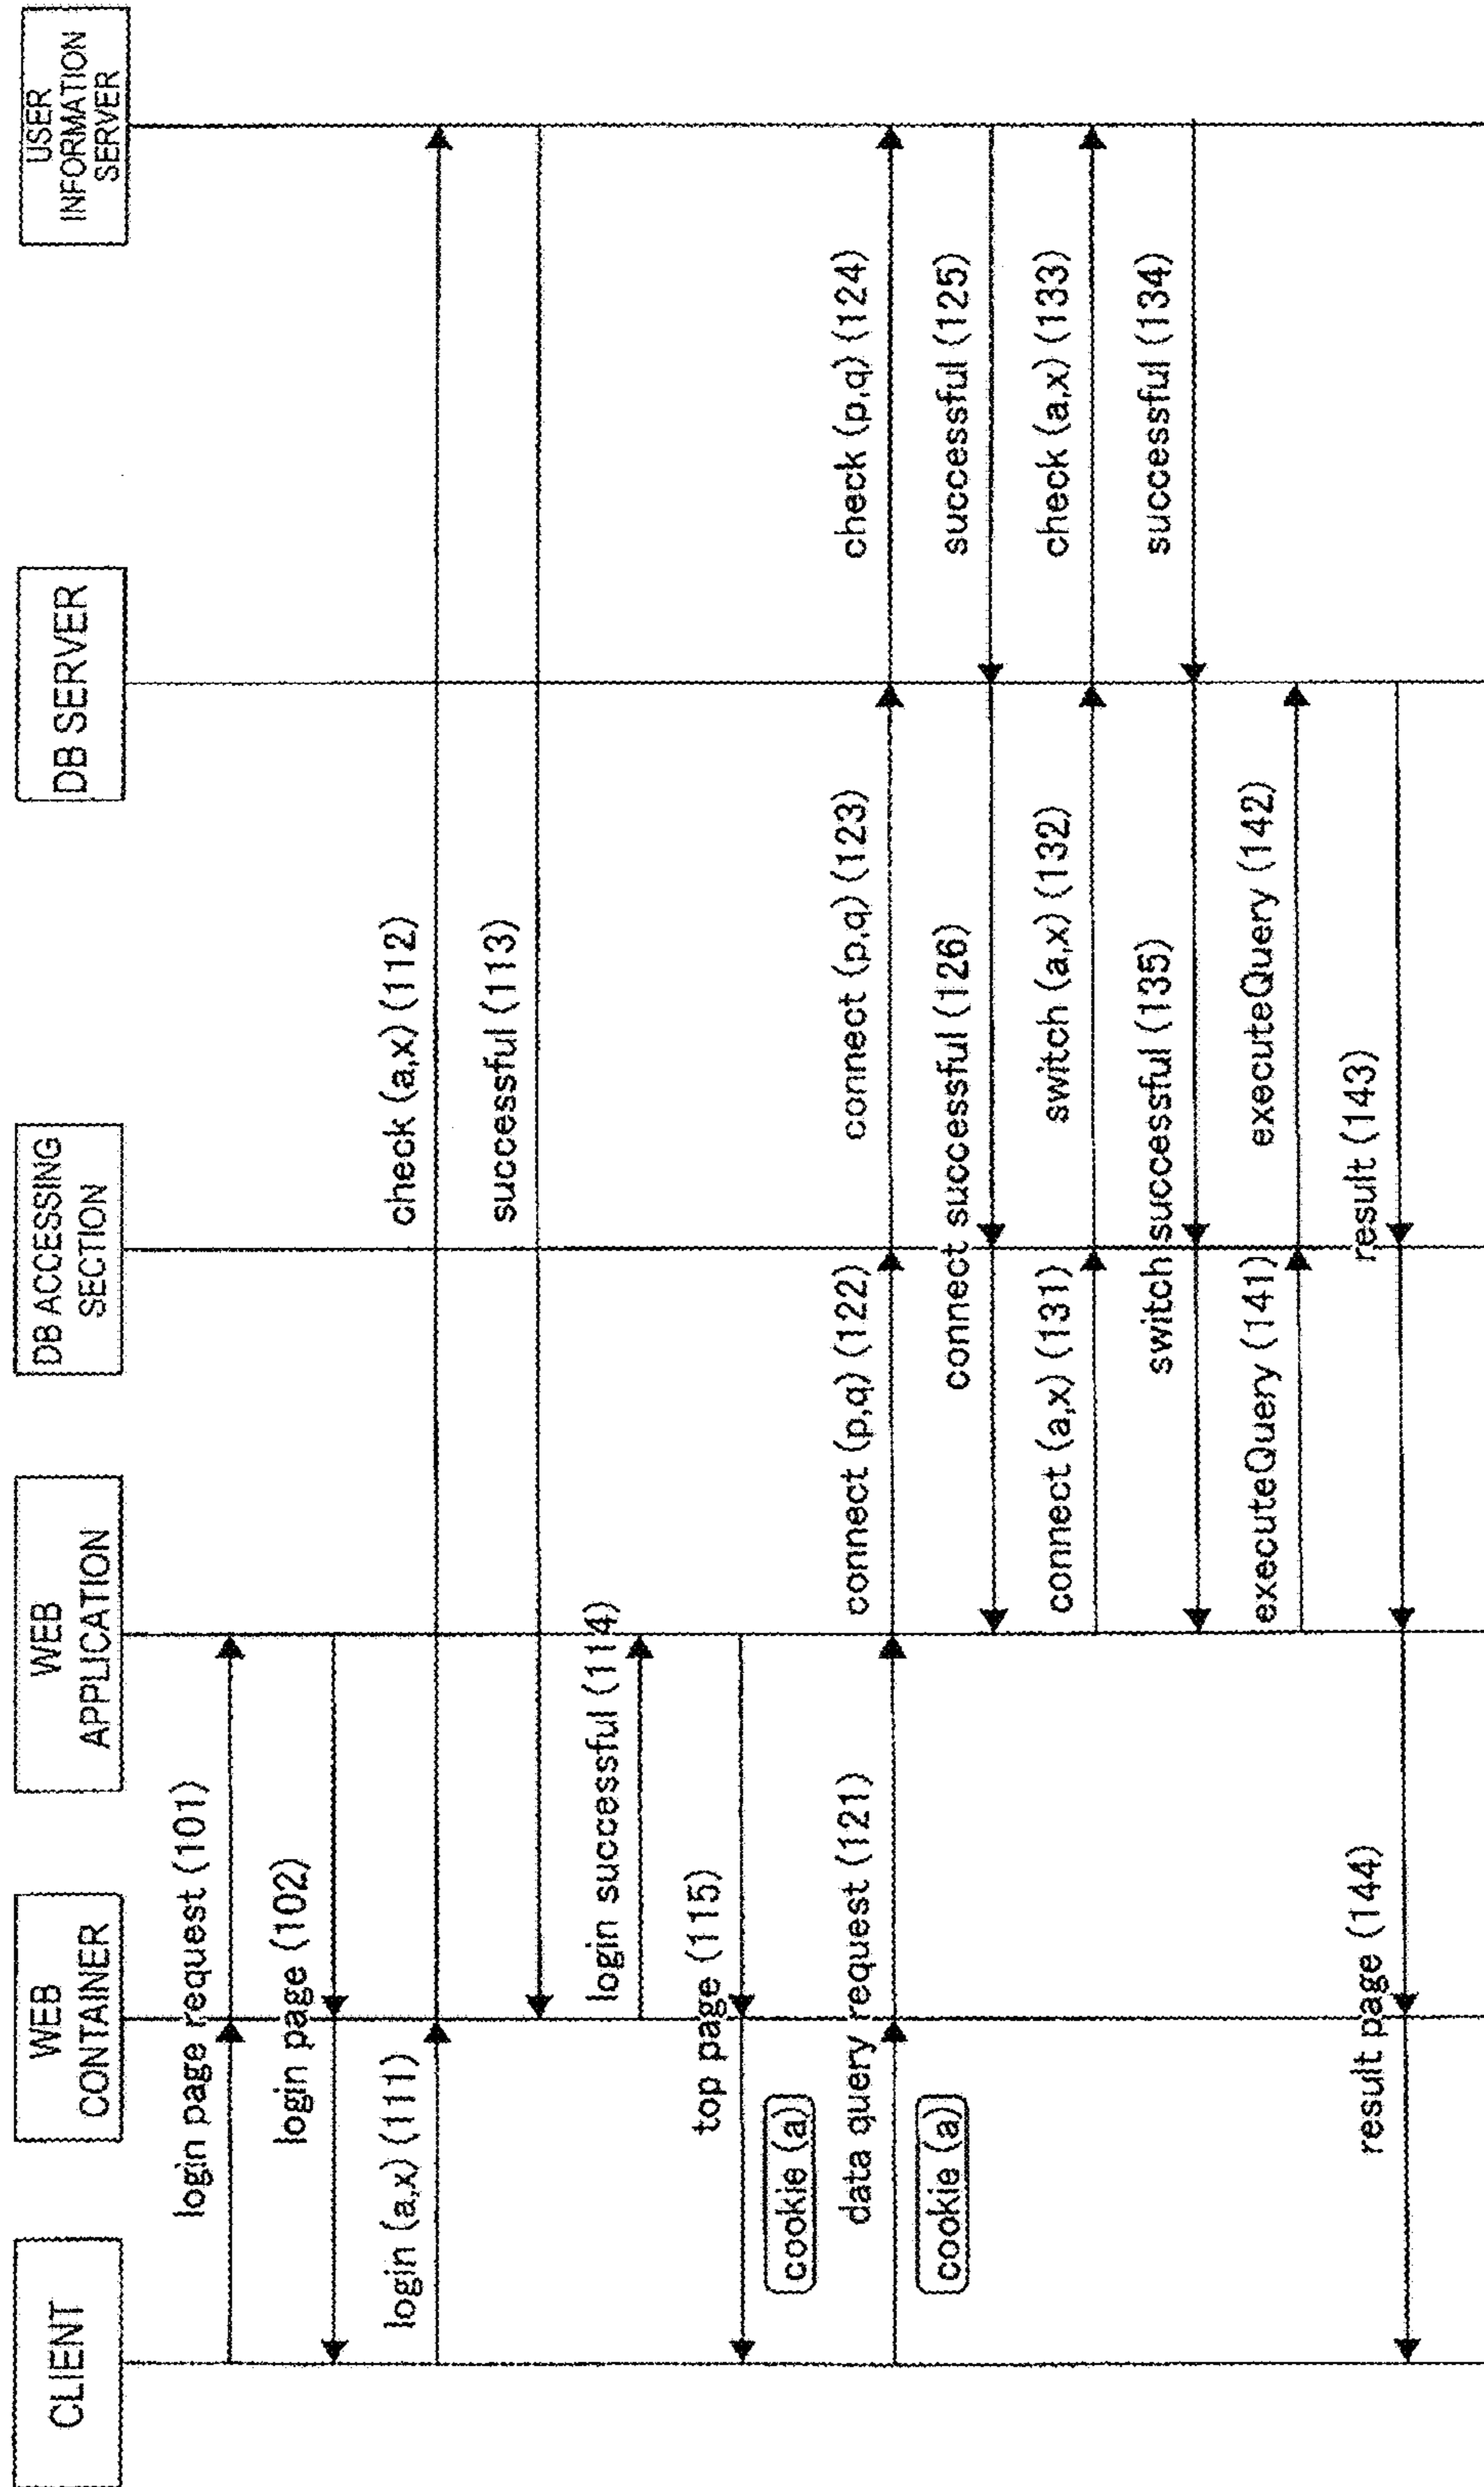 CLIENT
WEB
CONTAINER
WEB
APPLICATION
DB ACCESSING
SECTION
DB SERVER
USER
INFORMATION
SERVER
login page request (101)
login page (102)
login (a,x) (111)
check (a,x) (112)
successful (113)
login successful (114)
top page (115)
cookie (a)
data query request (121)
connect (p,q) (122)
connect (p,q) (123)
check (p,q) (124)
cookie (a)
connect successful (126)
successful (125)
connect (a,x) (131)
switch (a,x) (132)
check (a,x) (133)
switch successful (135)
successful (134)
executeQuery (141)
executeQuery (142)
result page (144)
result (143)